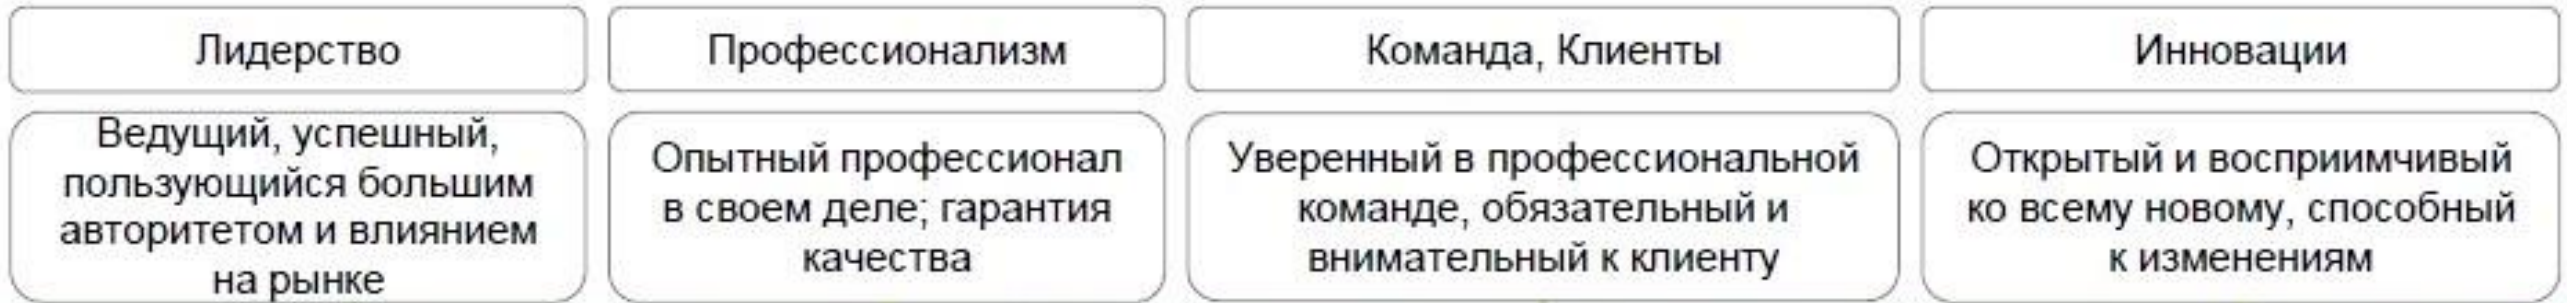 Лидерство
Профессионализм
Команда, Клиенты
Инновации
Ведущий, успешный,
пользующийся большим
авторитетом и влиянием
на рынке
Опытный профессионал
в своем деле; гарантия
качества
Уверенный в профессиональной
команде, обязательный и
внимательный к клиенту
Открытый и восприимчивый
ко всему новому, способный
к изменениям